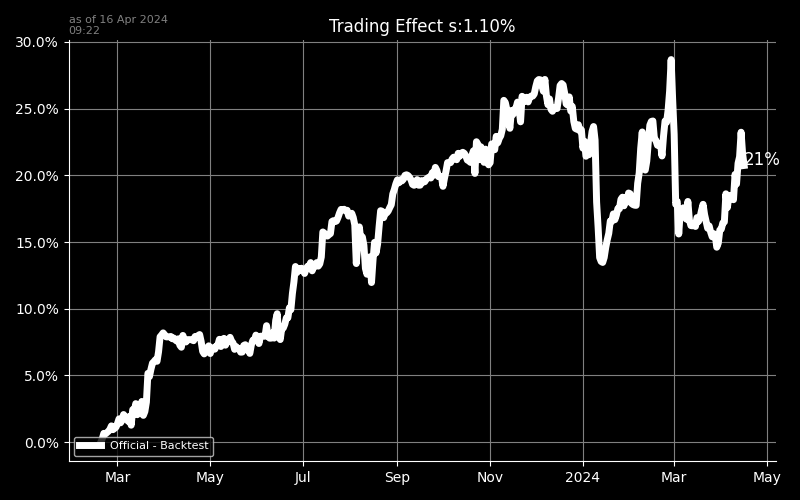 as of 16 Apr 2024
09:22
Trading Effect s:1.10%
30.0%
25.0%
20.0%
15.0%
10.0%
5.0%
0.0%
21%
Official - Backtest
Mar May Jul Sep Nov 2024 Mar May